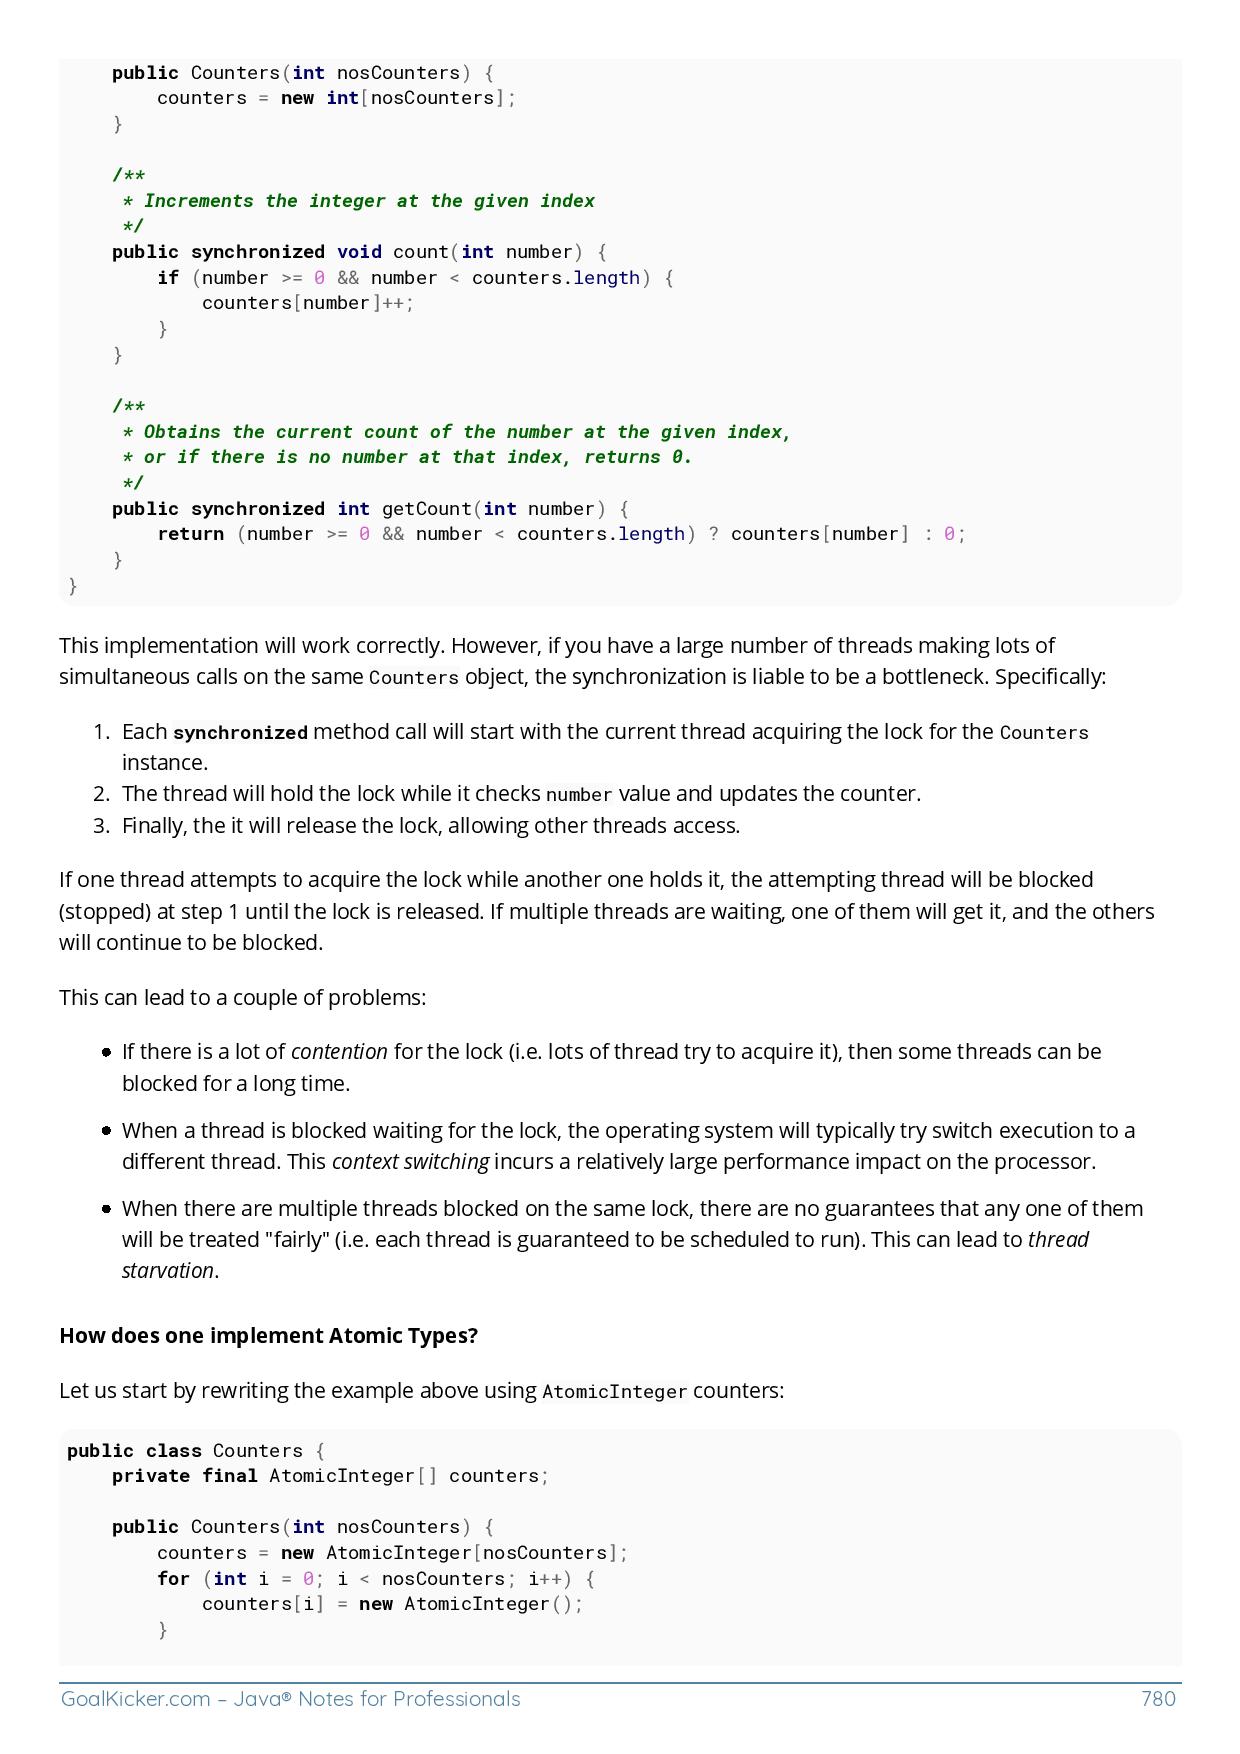 public Counters(int nosCounters) {
        counters = new int[nosCounters];
    }

    /**
     * Increments the integer at the given index
     */
    public synchronized void count(int number) {
        if (number >= 0 && number < counters.length) {
            counters[number]++;
        }
    }

    /**
     * Obtains the current count of the number at the given index,
     * or if there is no number at that index, returns 0.
     */
    public synchronized int getCount(int number) {
        return (number >= 0 && number < counters.length) ? counters[number] : 0;
    }
}
This implementation will work correctly. However, if you have a large number of threads making lots of
simultaneous calls on the same Counters object, the synchronization is liable to be a bottleneck. Specifically:
1. Each synchronized method call will start with the current thread acquiring the lock for the Counters
instance.
2. The thread will hold the lock while it checks number value and updates the counter.
3. Finally, the it will release the lock, allowing other threads access.
If one thread attempts to acquire the lock while another one holds it, the attempting thread will be blocked
(stopped) at step 1 until the lock is released. If multiple threads are waiting, one of them will get it, and the others
will continue to be blocked.
This can lead to a couple of problems:
● If there is a lot of contention for the lock (i.e. lots of thread try to acquire it), then some threads can be
blocked for a long time.
● When a thread is blocked waiting for the lock, the operating system will typically try switch execution to a
different thread. This context switching incurs a relatively large performance impact on the processor.
● When there are multiple threads blocked on the same lock, there are no guarantees that any one of them
will be treated "fairly" (i.e. each thread is guaranteed to be scheduled to run). This can lead to thread
starvation.
How does one implement Atomic Types?
Let us start by rewriting the example above using AtomicInteger counters:
public class Counters {
    private final AtomicInteger[] counters;

    public Counters(int nosCounters) {
        counters = new AtomicInteger[nosCounters];
        for (int i = 0; i < nosCounters; i++) {
            counters[i] = new AtomicInteger();
        }
GoalKicker.com – Java® Notes for Professionals 780